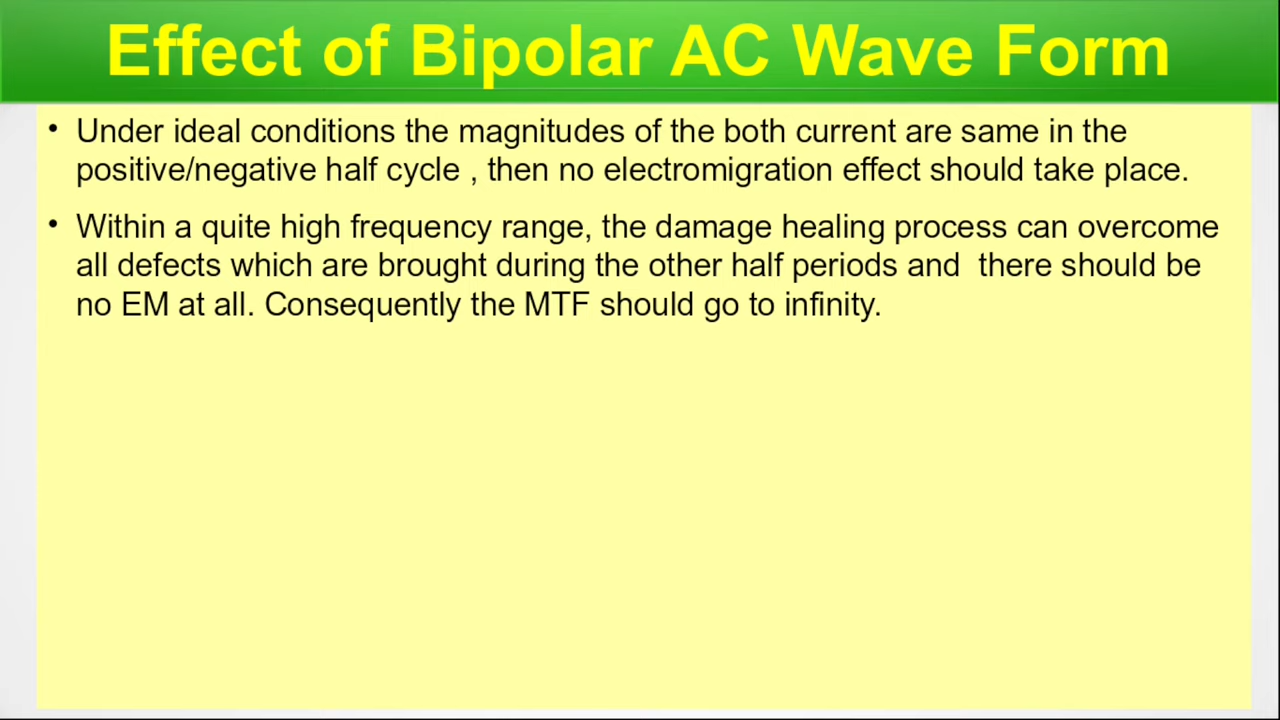 Effect of Bipolar AC Wave Form
• Under ideal conditions the magnitudes of the both current are same in the
positive/negative half cycle , then no electromigration effect should take place.
• Within a quite high frequency range, the damage healing process can overcome
all defects which are brought during the other half periods and  there should be
no EM at all. Consequently the MTF should go to infinity.